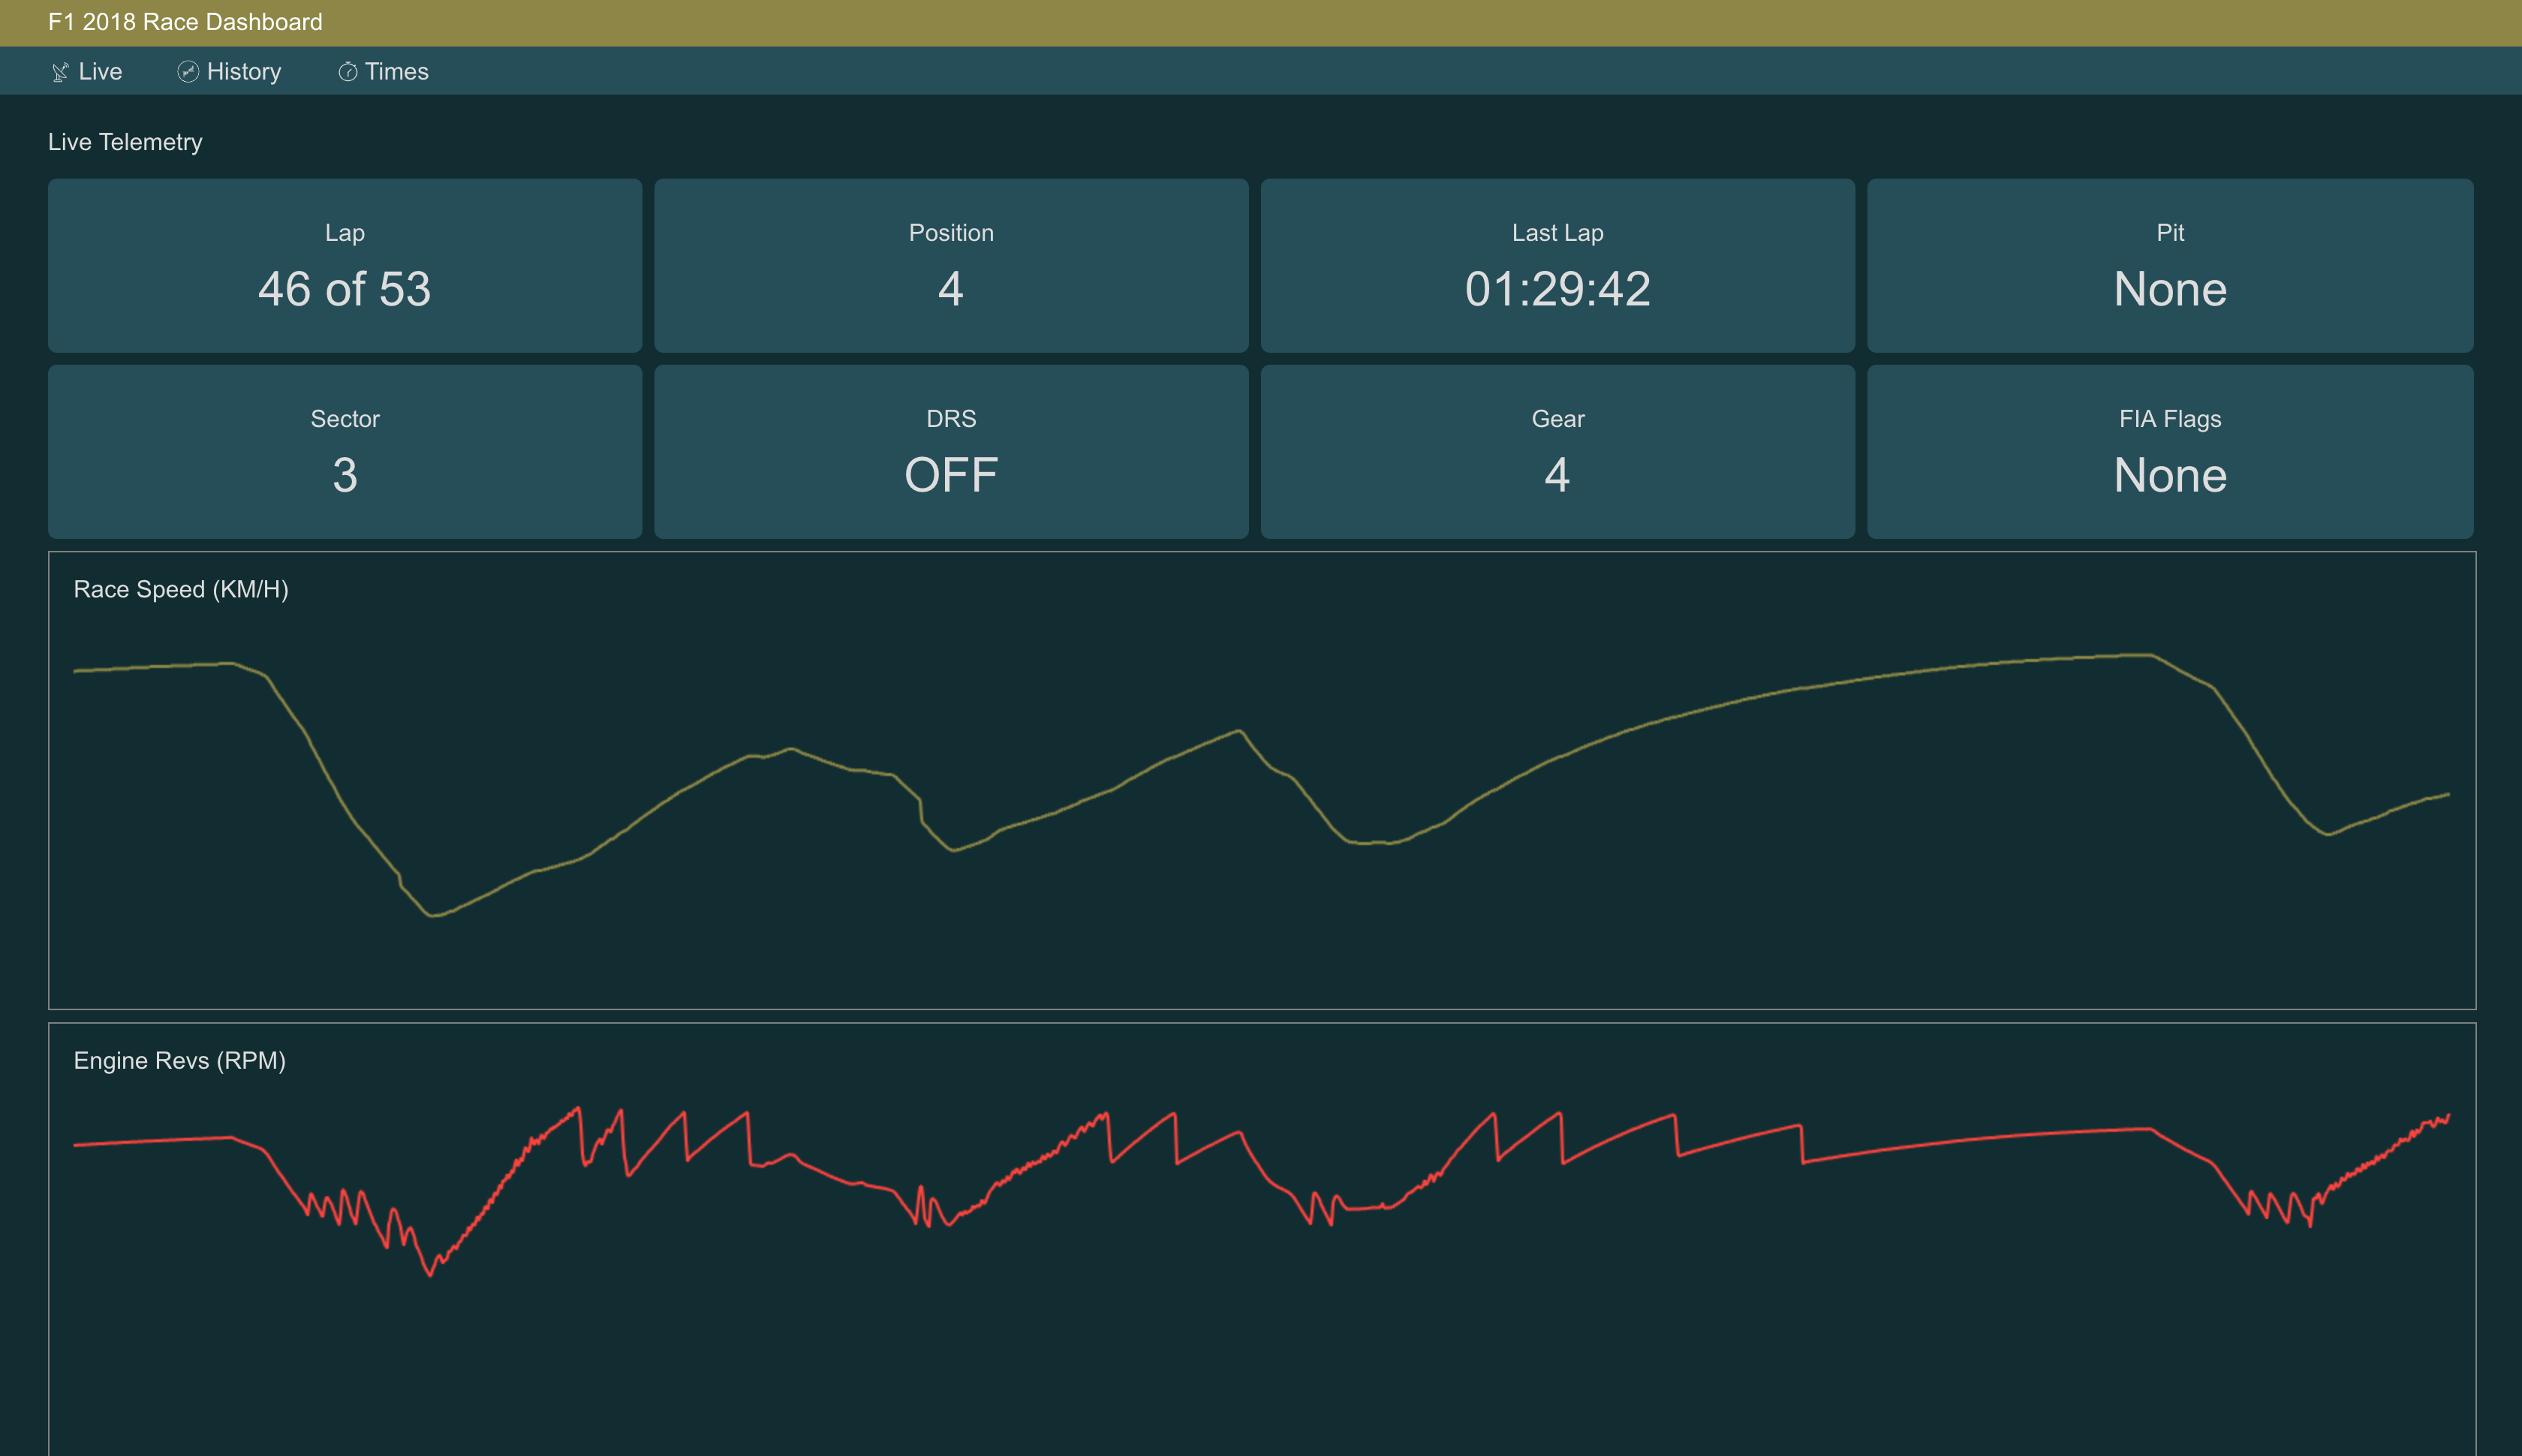 F1 2018 Race Dashboard
Live History Times
Live Telemetry
Lap
46 of 53
Position
4
Last Lap
01:29:42
Pit
None
Sector
3
DRS
OFF
Gear
4
FIA Flags
None
Race Speed (KM/H)
Engine Revs (RPM)